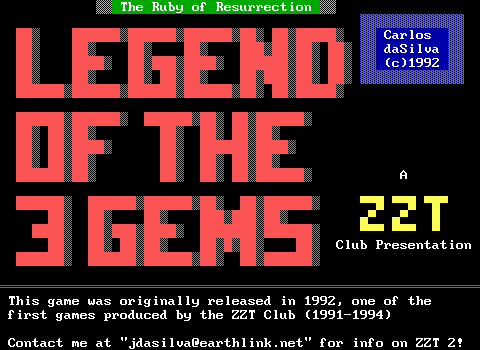 The Ruby of Resurrection
LEGEND
OF THE
3 GEMS
Carlos
daSilva
(c)1992
A
ZZT
Club Presentation
This game was originally released in 1992, one of the
first games produced by the ZZT Club (1991-1994)
Contact me at "jdasilva@earthlink.net" for info on ZZT 2!